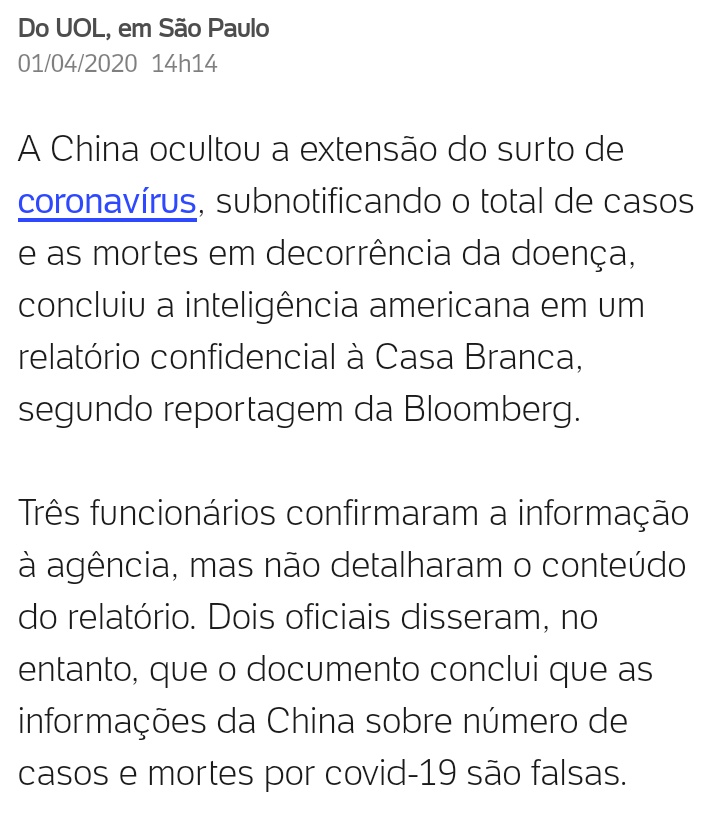 Do UOL, em São Paulo
01/04/2020 14h14
A China ocultou a extensão do surto de
coronavírus, subnotificando o total de casos
e as mortes em decorrência da doença,
concluiu a inteligência americana em um
relatório confidencial à Casa Branca,
segundo reportagem da Bloomberg.
Três funcionários confirmaram a informação
à agência, mas não detalharam o conteúdo
do relatório. Dois oficiais disseram, no
entanto, que o documento conclui que as
informações da China sobre número de
casos e mortes por covid-19 são falsas.